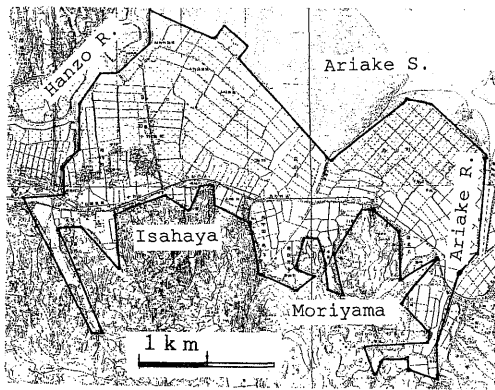 Hanzo R.
Ariake S.
Ariake R.
Isahaya
Moriyama
1 km